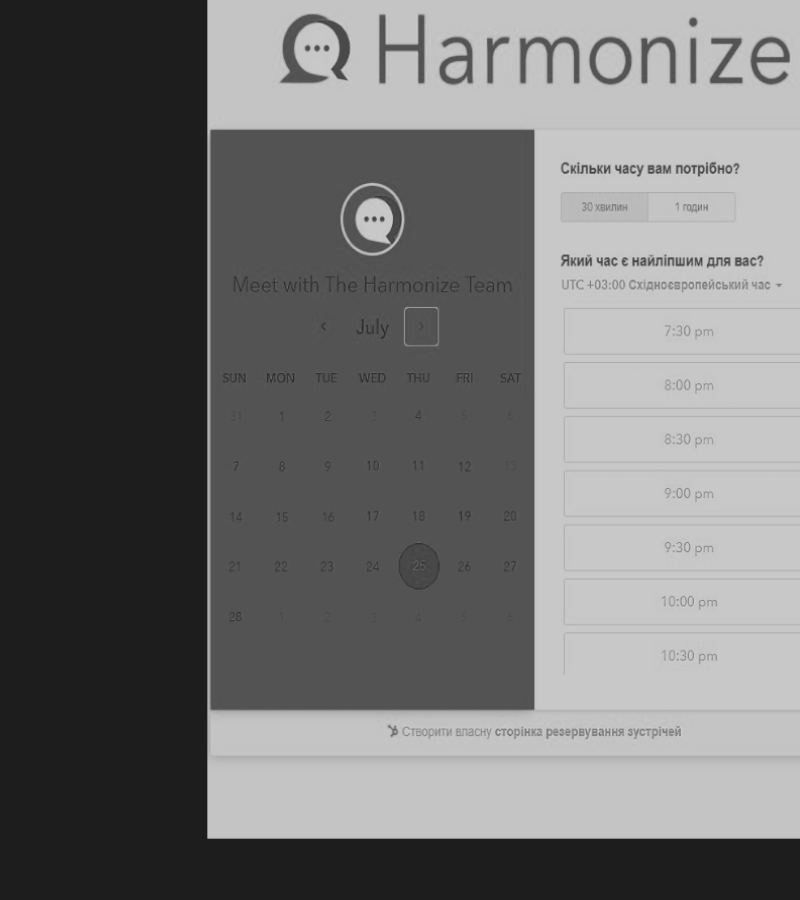 Harmonize
Meet with The Harmonize Team
July
SUN MON TUE WED THU FRI SAT
31 1 2 3 4 5 6
7 8 9 10 11 12 13
14 15 16 17 18 19 20
21 22 23 24 25 26 27
28 1 2 3 4 5 6
Скільки часу вам потрібно?
30 хвилин 1 годин
Який час є найліпшим для вас?
UTC +03:00 Східноєвропейський час
7:30 pm
8:00 pm
8:30 pm
9:00 pm
9:30 pm
10:00 pm
10:30 pm
Створити власну сторінка резервування зустрічей